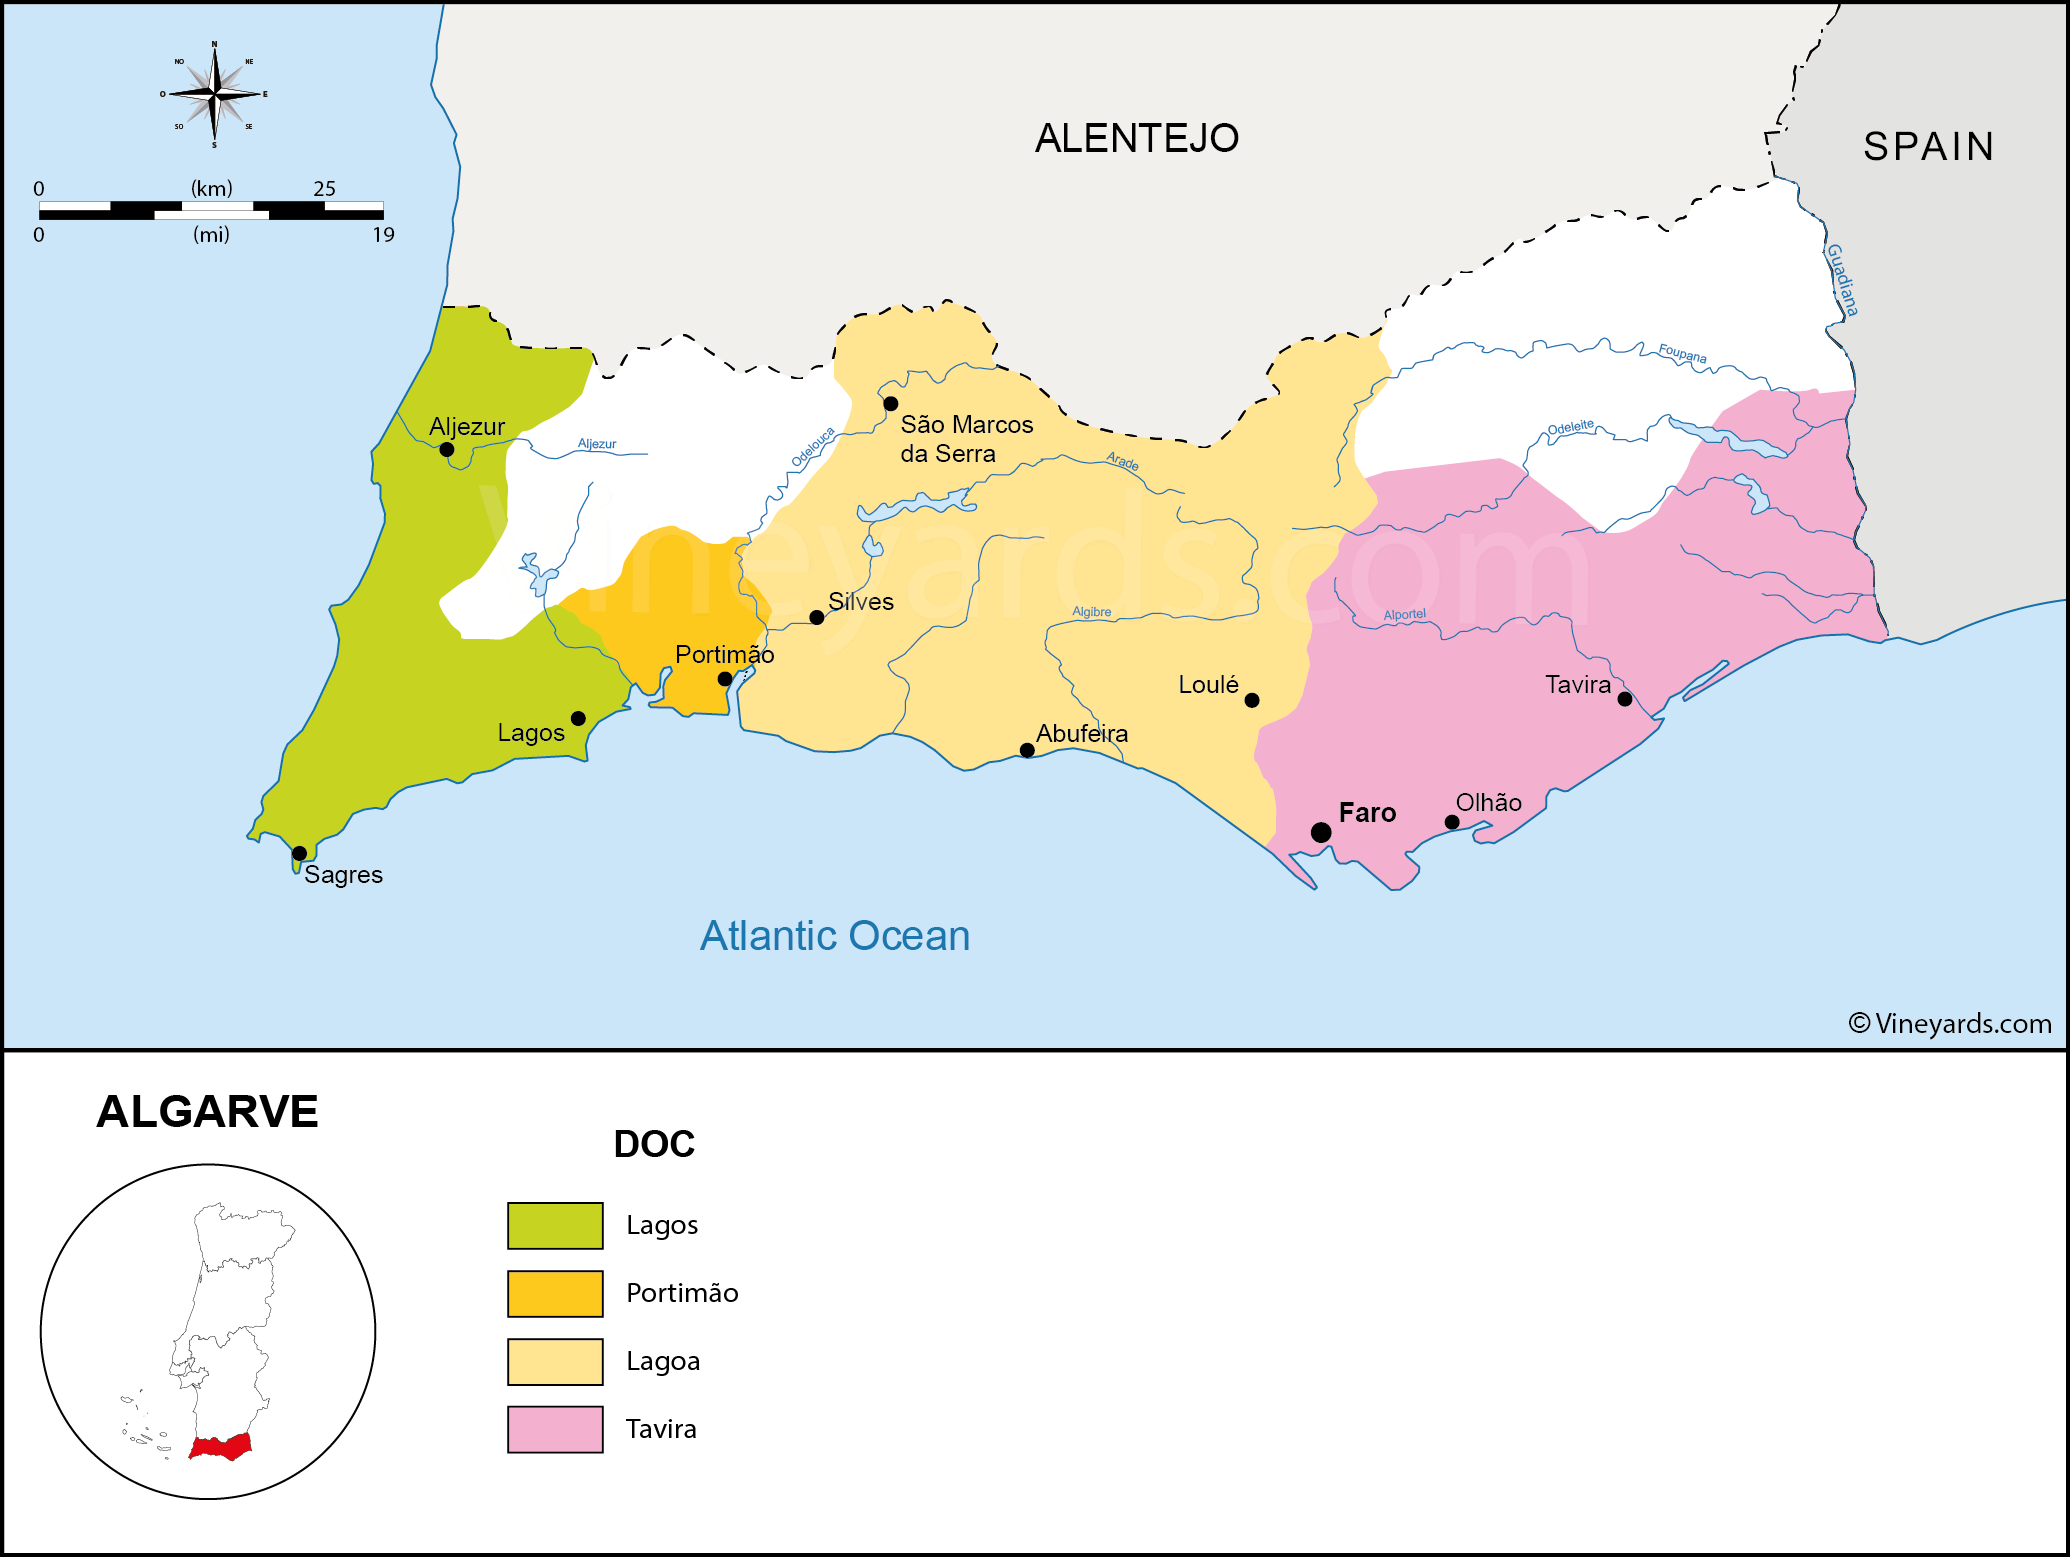 N
NO
NE
O
E
SO
SE
S
0
(km)
25
0
(mi)
19
ALENTEJO
SPAIN
Guadiana
Foupana
Aljezur
Aljezur
Odelouca
São Marcos
da Serra
Odeleite
Arade
Vineyards.com
Silves
Algibre
Alportel
Portimão
Loulé
Tavira
Lagos
Abufeira
Faro
Olhão
Sagres
Atlantic Ocean
© Vineyards.com
ALGARVE
DOC
Lagos
Portimão
Lagoa
Tavira